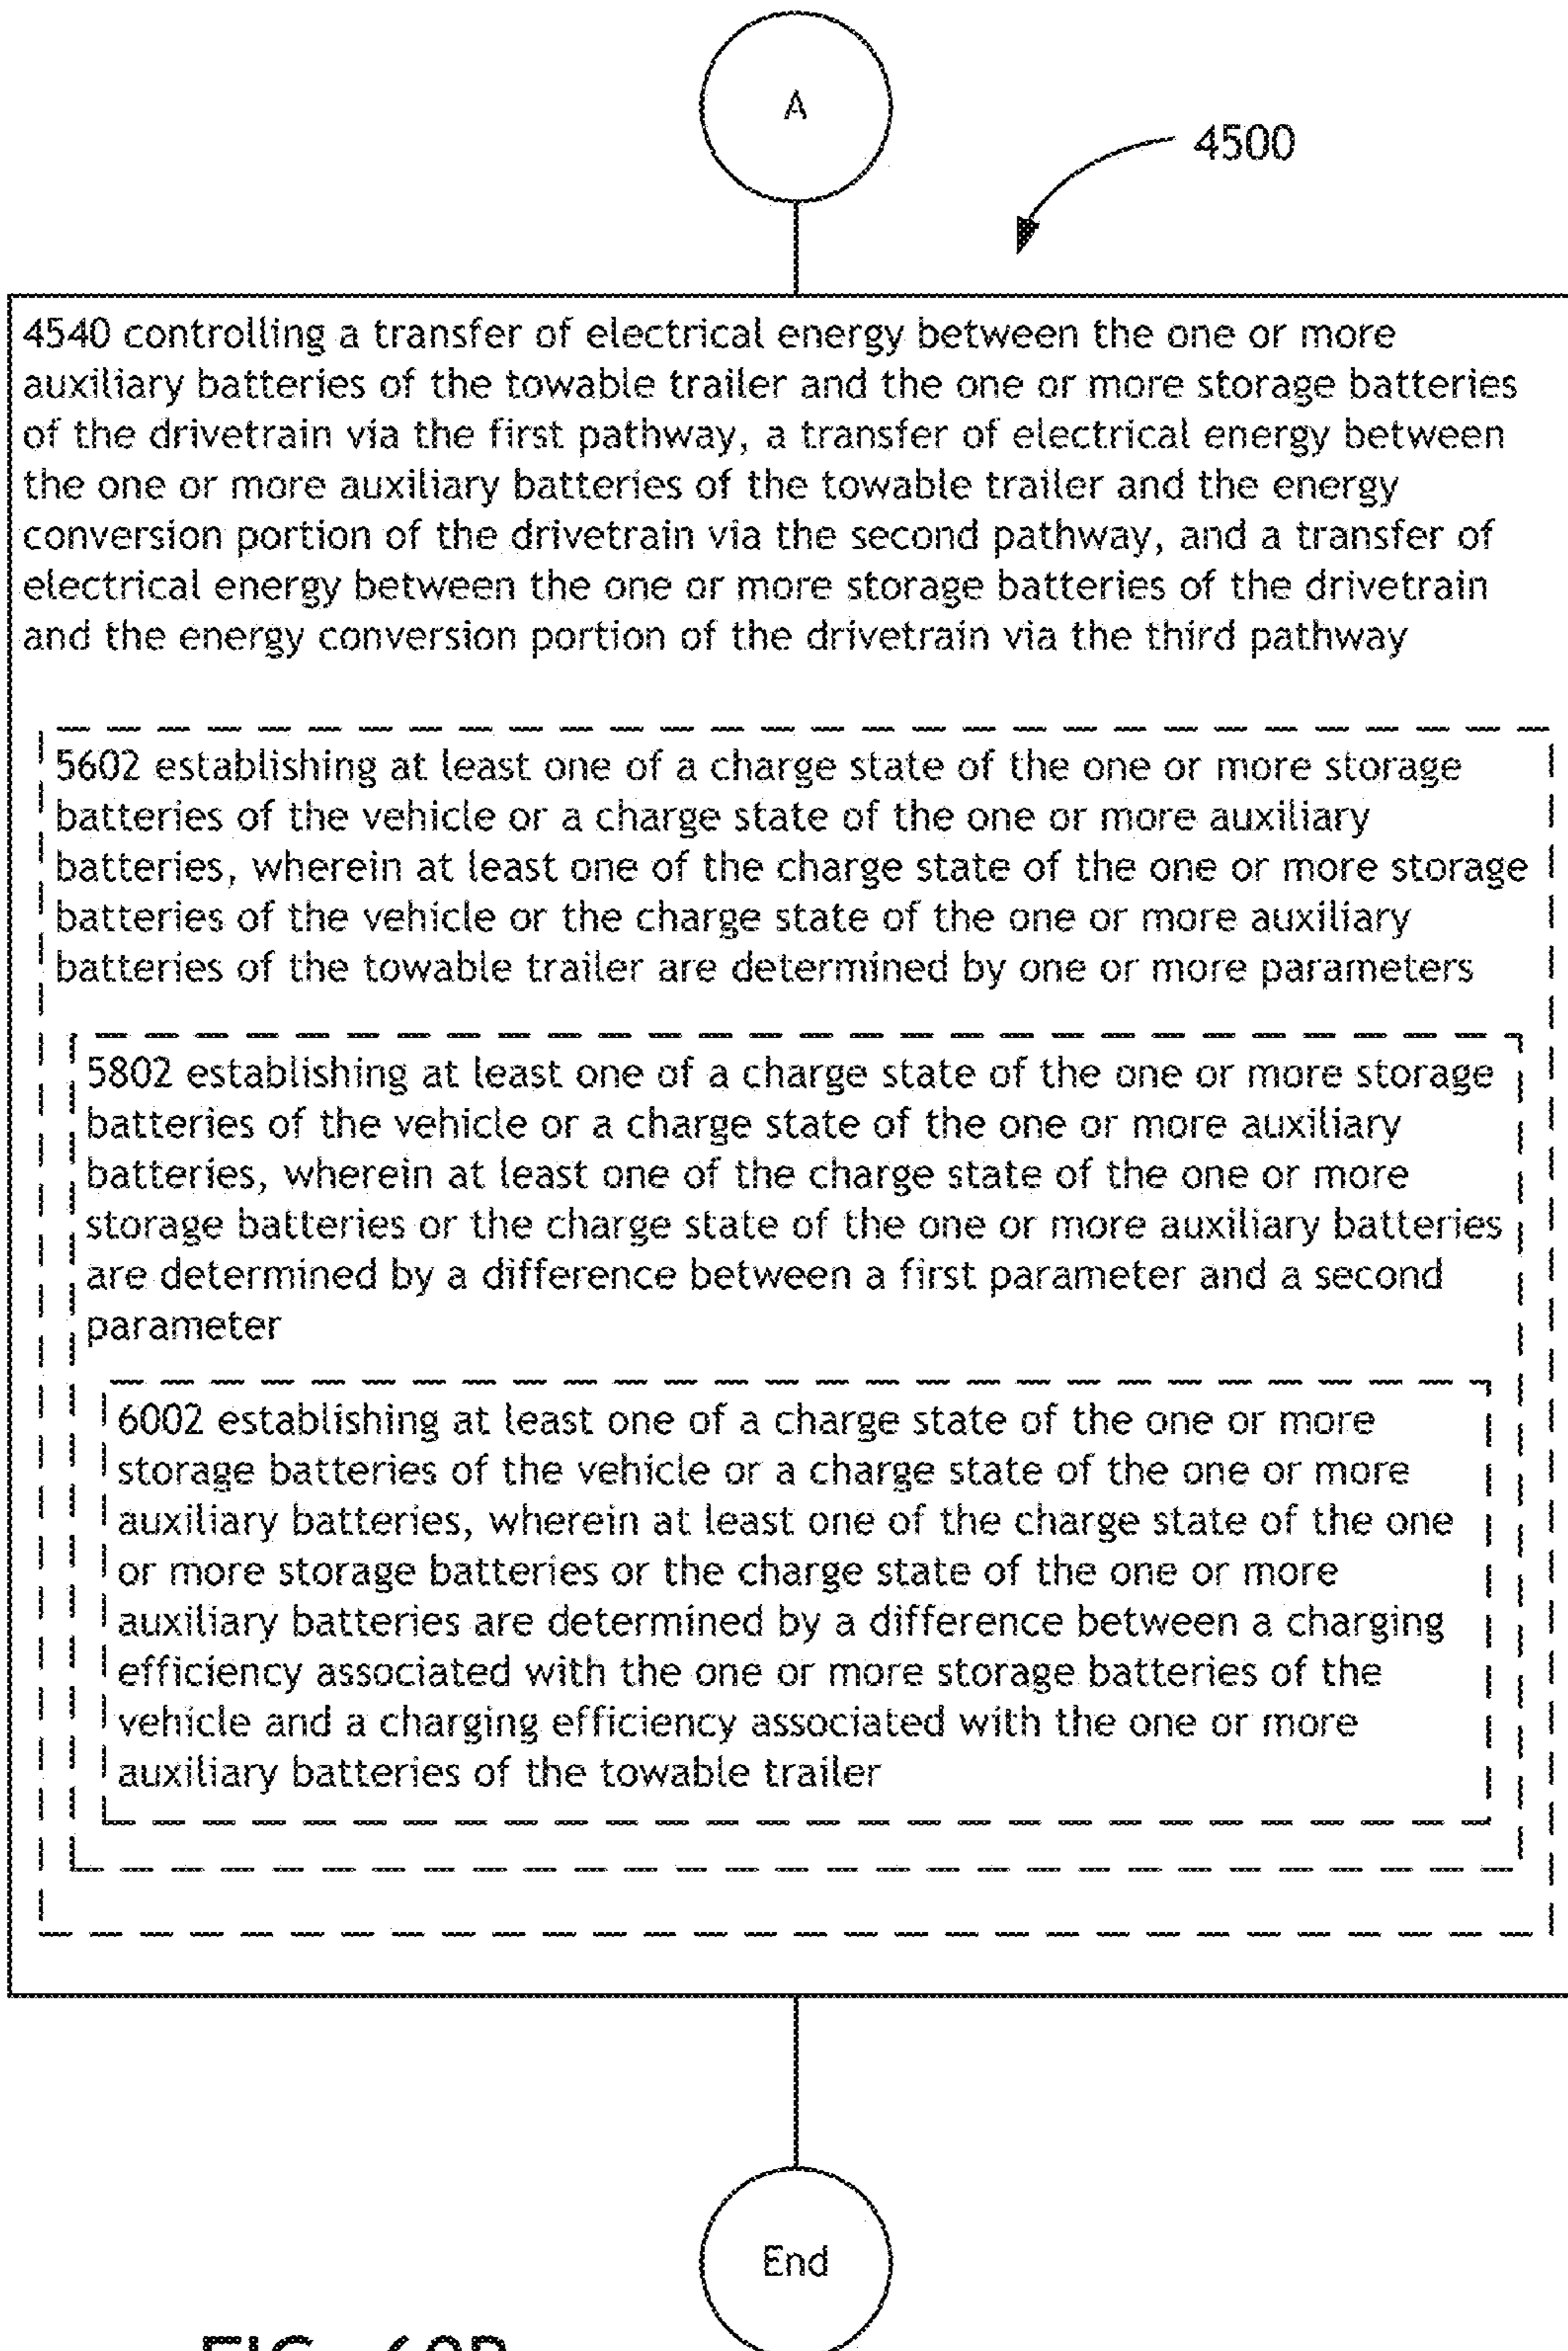 A
4500
4540 controlling a transfer of electrical energy between the one or more
auxiliary batteries of the towable trailer and the one or more storage batteries
of the drivetrain via the first pathway, a transfer of electrical energy between
the one or more auxiliary batteries of the towable trailer and the energy
conversion portion of the drivetrain via the second pathway, and a transfer of
electrical energy between the one or more storage batteries of the drivetrain
and the energy conversion portion of the drivetrain via the third pathway
5602 establishing at least one of a charge state of the one or more storage
batteries of the vehicle or a charge state of the one or more auxiliary
batteries, wherein at least one of the charge state of the one or more storage
batteries of the vehicle or the charge state of the one or more auxiliary
batteries of the towable trailer are determined by one or more parameters
5802 establishing at least one of a charge state of the one or more storage
batteries of the vehicle or a charge state of the one or more auxiliary
batteries, wherein at least one of the charge state of the one or more
storage batteries or the charge state of the one or more auxiliary batteries
are determined by a difference between a first parameter and a second
parameter
6002 establishing at least one of a charge state of the one or more
storage batteries of the vehicle or a charge state of the one or more
auxiliary batteries, wherein at least one of the charge state of the one
or more storage batteries or the charge state of the one or more
auxiliary batteries are determined by a difference between a charging
efficiency associated with the one or more storage batteries of the
vehicle and a charging efficiency associated with the one or more
auxiliary batteries of the towable trailer
End